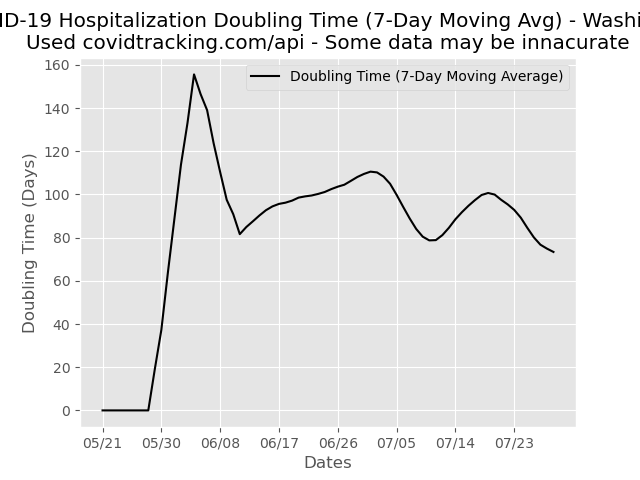 ID-19 Hospitalization Doubling Time (7-Day Moving Avg) - Washi
Used covidtracking.com/api - Some data may be innacurate
Doubling Time (7-Day Moving Average)
Doubling Time (Days)
160
140
120
100
80
60
40
20
0
05/21 05/30 06/08 06/17 06/26 07/05 07/14 07/23
Dates